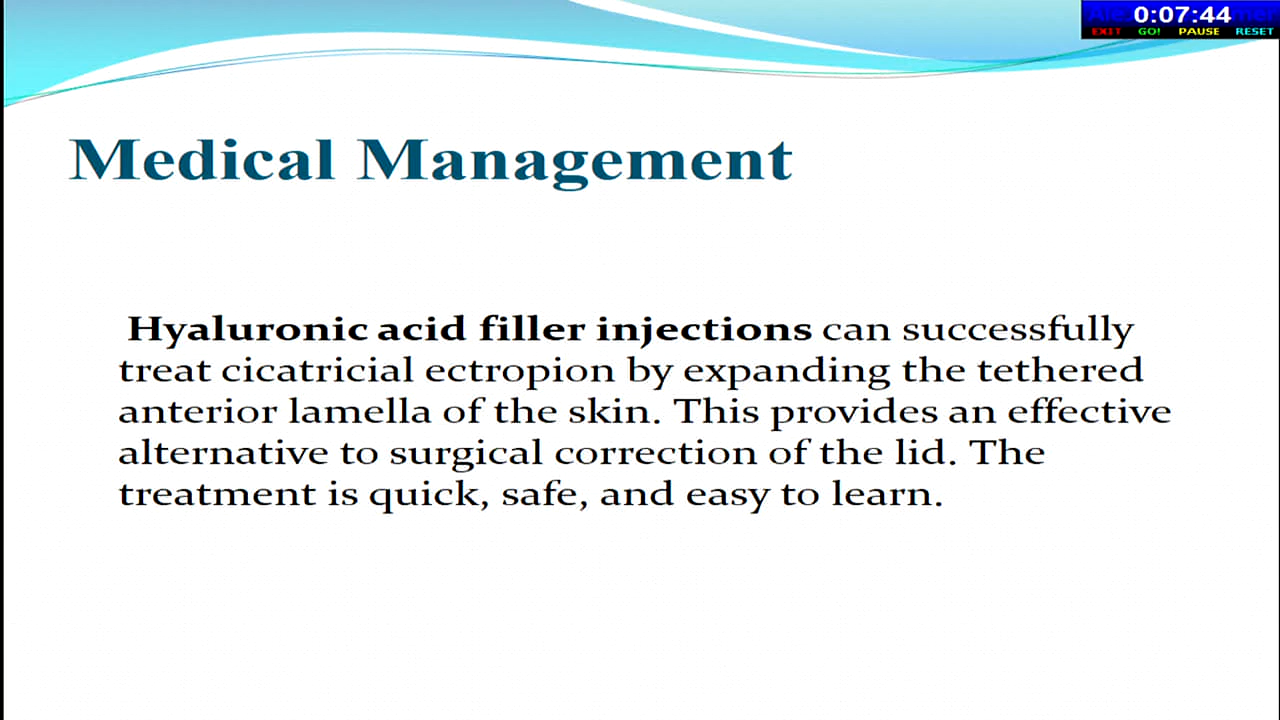 0:07:44
EXIT GO! PAUSE RESET
Medical Management
Hyaluronic acid filler injections can successfully
treat cicatricial ectropion by expanding the tethered
anterior lamella of the skin. This provides an effective
alternative to surgical correction of the lid. The
treatment is quick, safe, and easy to learn.